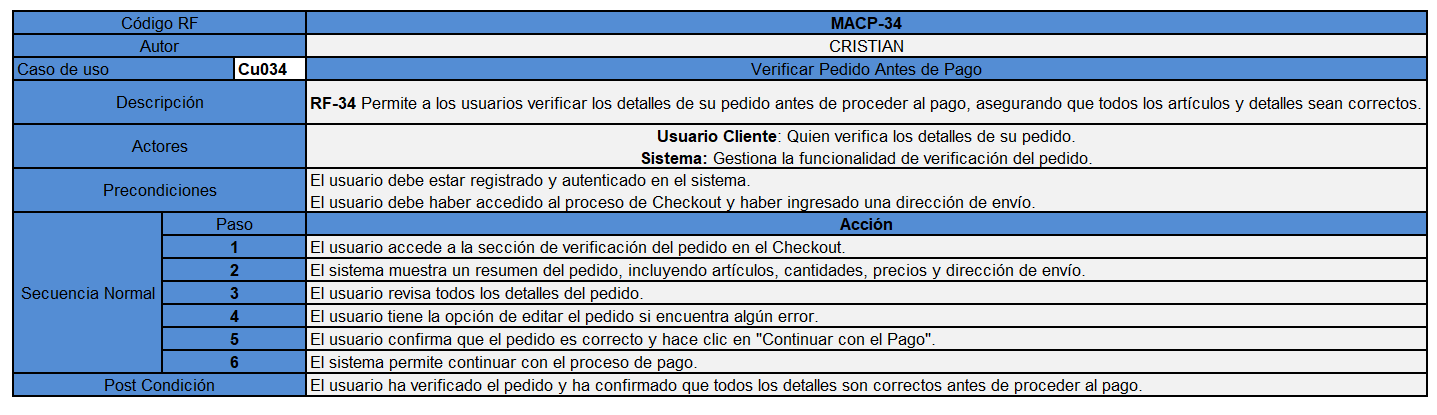 Código RF MACP-34
Autor CRISTIAN
Caso de uso Cu034 Verificar Pedido Antes de Pago
Descripción RF-34 Permite a los usuarios verificar los detalles de su pedido antes de proceder al pago, asegurando que todos los artículos y detalles sean correctos.
Actores
Usuario Cliente: Quien verifica los detalles de su pedido.
Sistema: Gestiona la funcionalidad de verificación del pedido.
Precondiciones
El usuario debe estar registrado y autenticado en el sistema.
El usuario debe haber accedido al proceso de Checkout y haber ingresado una dirección de envío.
Secuencia Normal
Paso Acción
1 El usuario accede a la sección de verificación del pedido en el Checkout.
2 El sistema muestra un resumen del pedido, incluyendo artículos, cantidades, precios y dirección de envío.
3 El usuario revisa todos los detalles del pedido.
4 El usuario tiene la opción de editar el pedido si encuentra algún error.
5 El usuario confirma que el pedido es correcto y hace clic en "Continuar con el Pago".
6 El sistema permite continuar con el proceso de pago.
Post Condición El usuario ha verificado el pedido y ha confirmado que todos los detalles son correctos antes de proceder al pago.